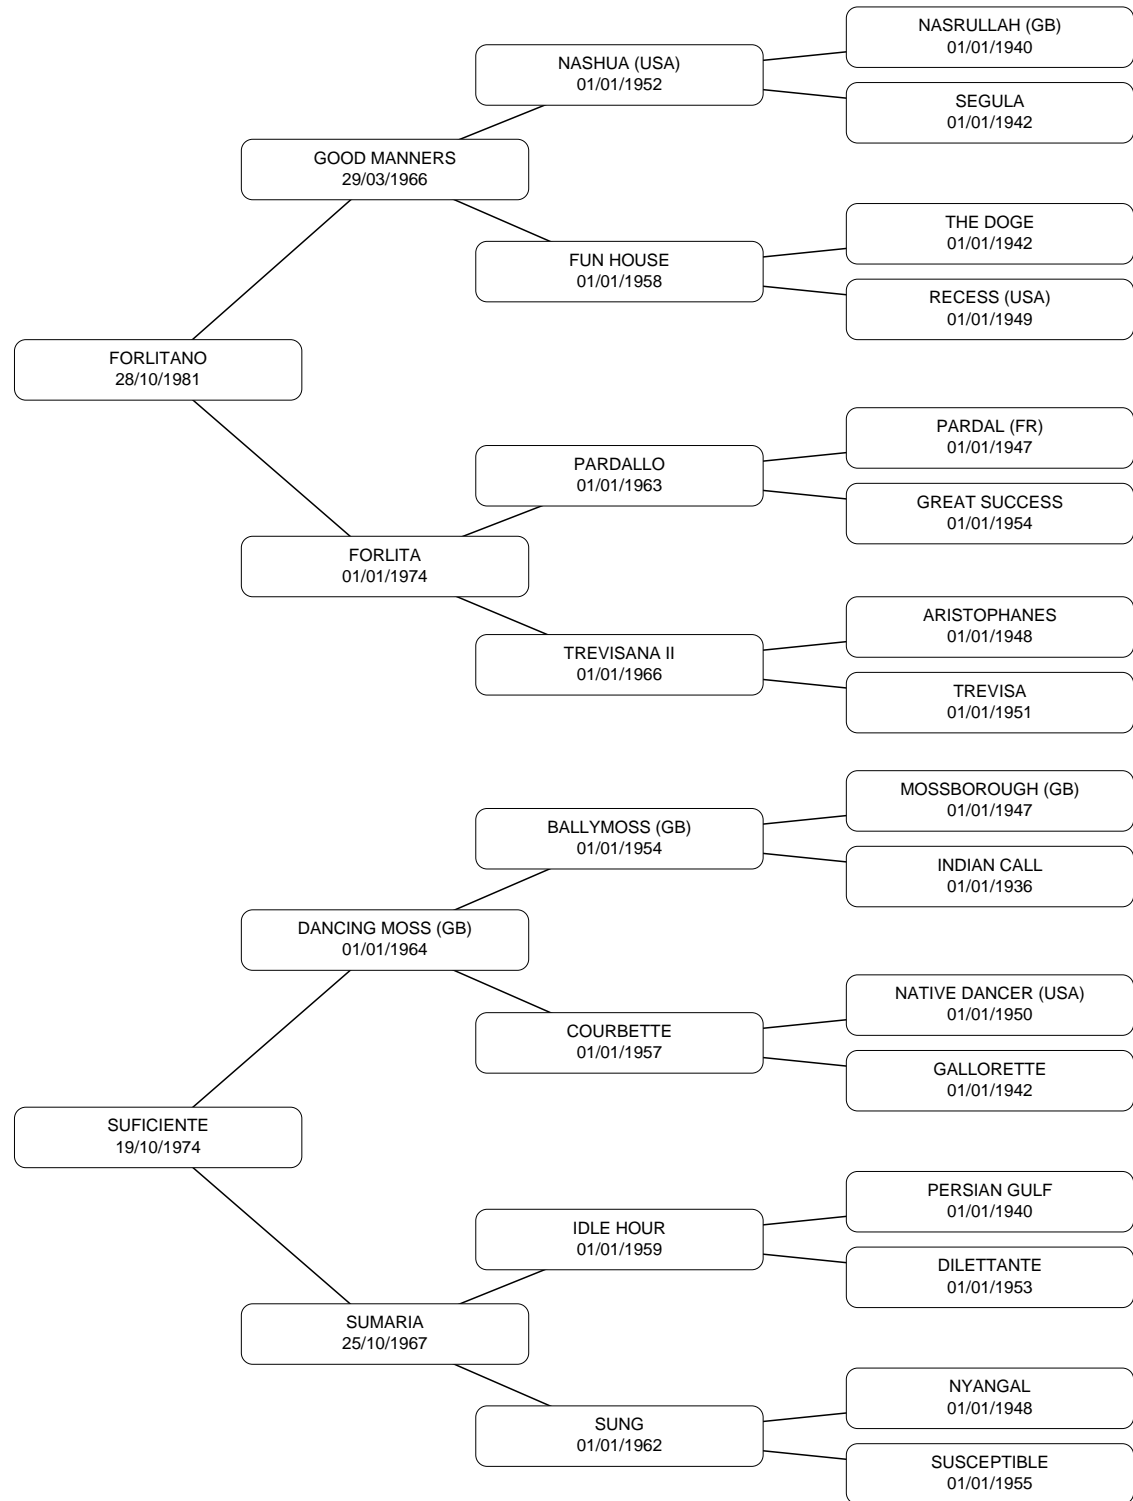 NASRULLAH (GB)
01/01/1940
NASHUA (USA)
01/01/1952
SEGULA
01/01/1942
GOOD MANNERS
29/03/1966
THE DOGE
01/01/1942
FUN HOUSE
01/01/1958
RECESS (USA)
01/01/1949
FORLITANO
28/10/1981
PARDAL (FR)
01/01/1947
PARDALLO
01/01/1963
GREAT SUCCESS
01/01/1954
FORLITA
01/01/1974
ARISTOPHANES
01/01/1948
TREVISANA II
01/01/1966
TREVISA
01/01/1951
MOSSBOROUGH (GB)
01/01/1947
BALLYMOSS (GB)
01/01/1954
INDIAN CALL
01/01/1936
DANCING MOSS (GB)
01/01/1964
NATIVE DANCER (USA)
01/01/1950
COURBETTE
01/01/1957
GALLORETTE
01/01/1942
SUFICIENTE
19/10/1974
PERSIAN GULF
01/01/1940
IDLE HOUR
01/01/1959
DILETTANTE
01/01/1953
SUMARIA
25/10/1967
NYANGAL
01/01/1948
SUNG
01/01/1962
SUSCEPTIBLE
01/01/1955